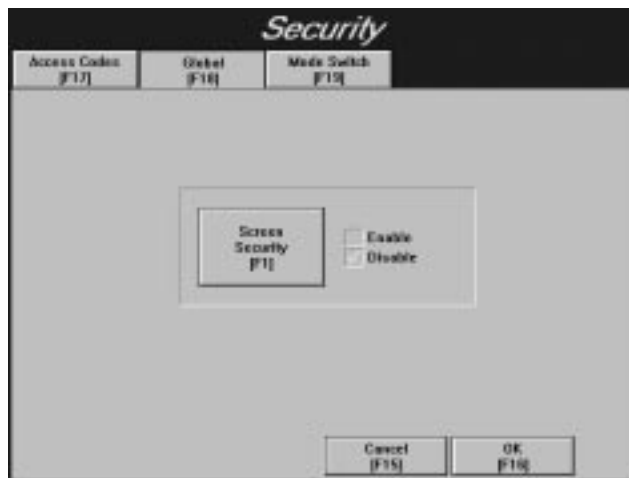 Security
Access Codes
[F17]
Global
[F18]
Mode Switch
[F19]
Screen
Security
[F1]
Enable
Disable
Cancel
[F15]
OK
[F16]